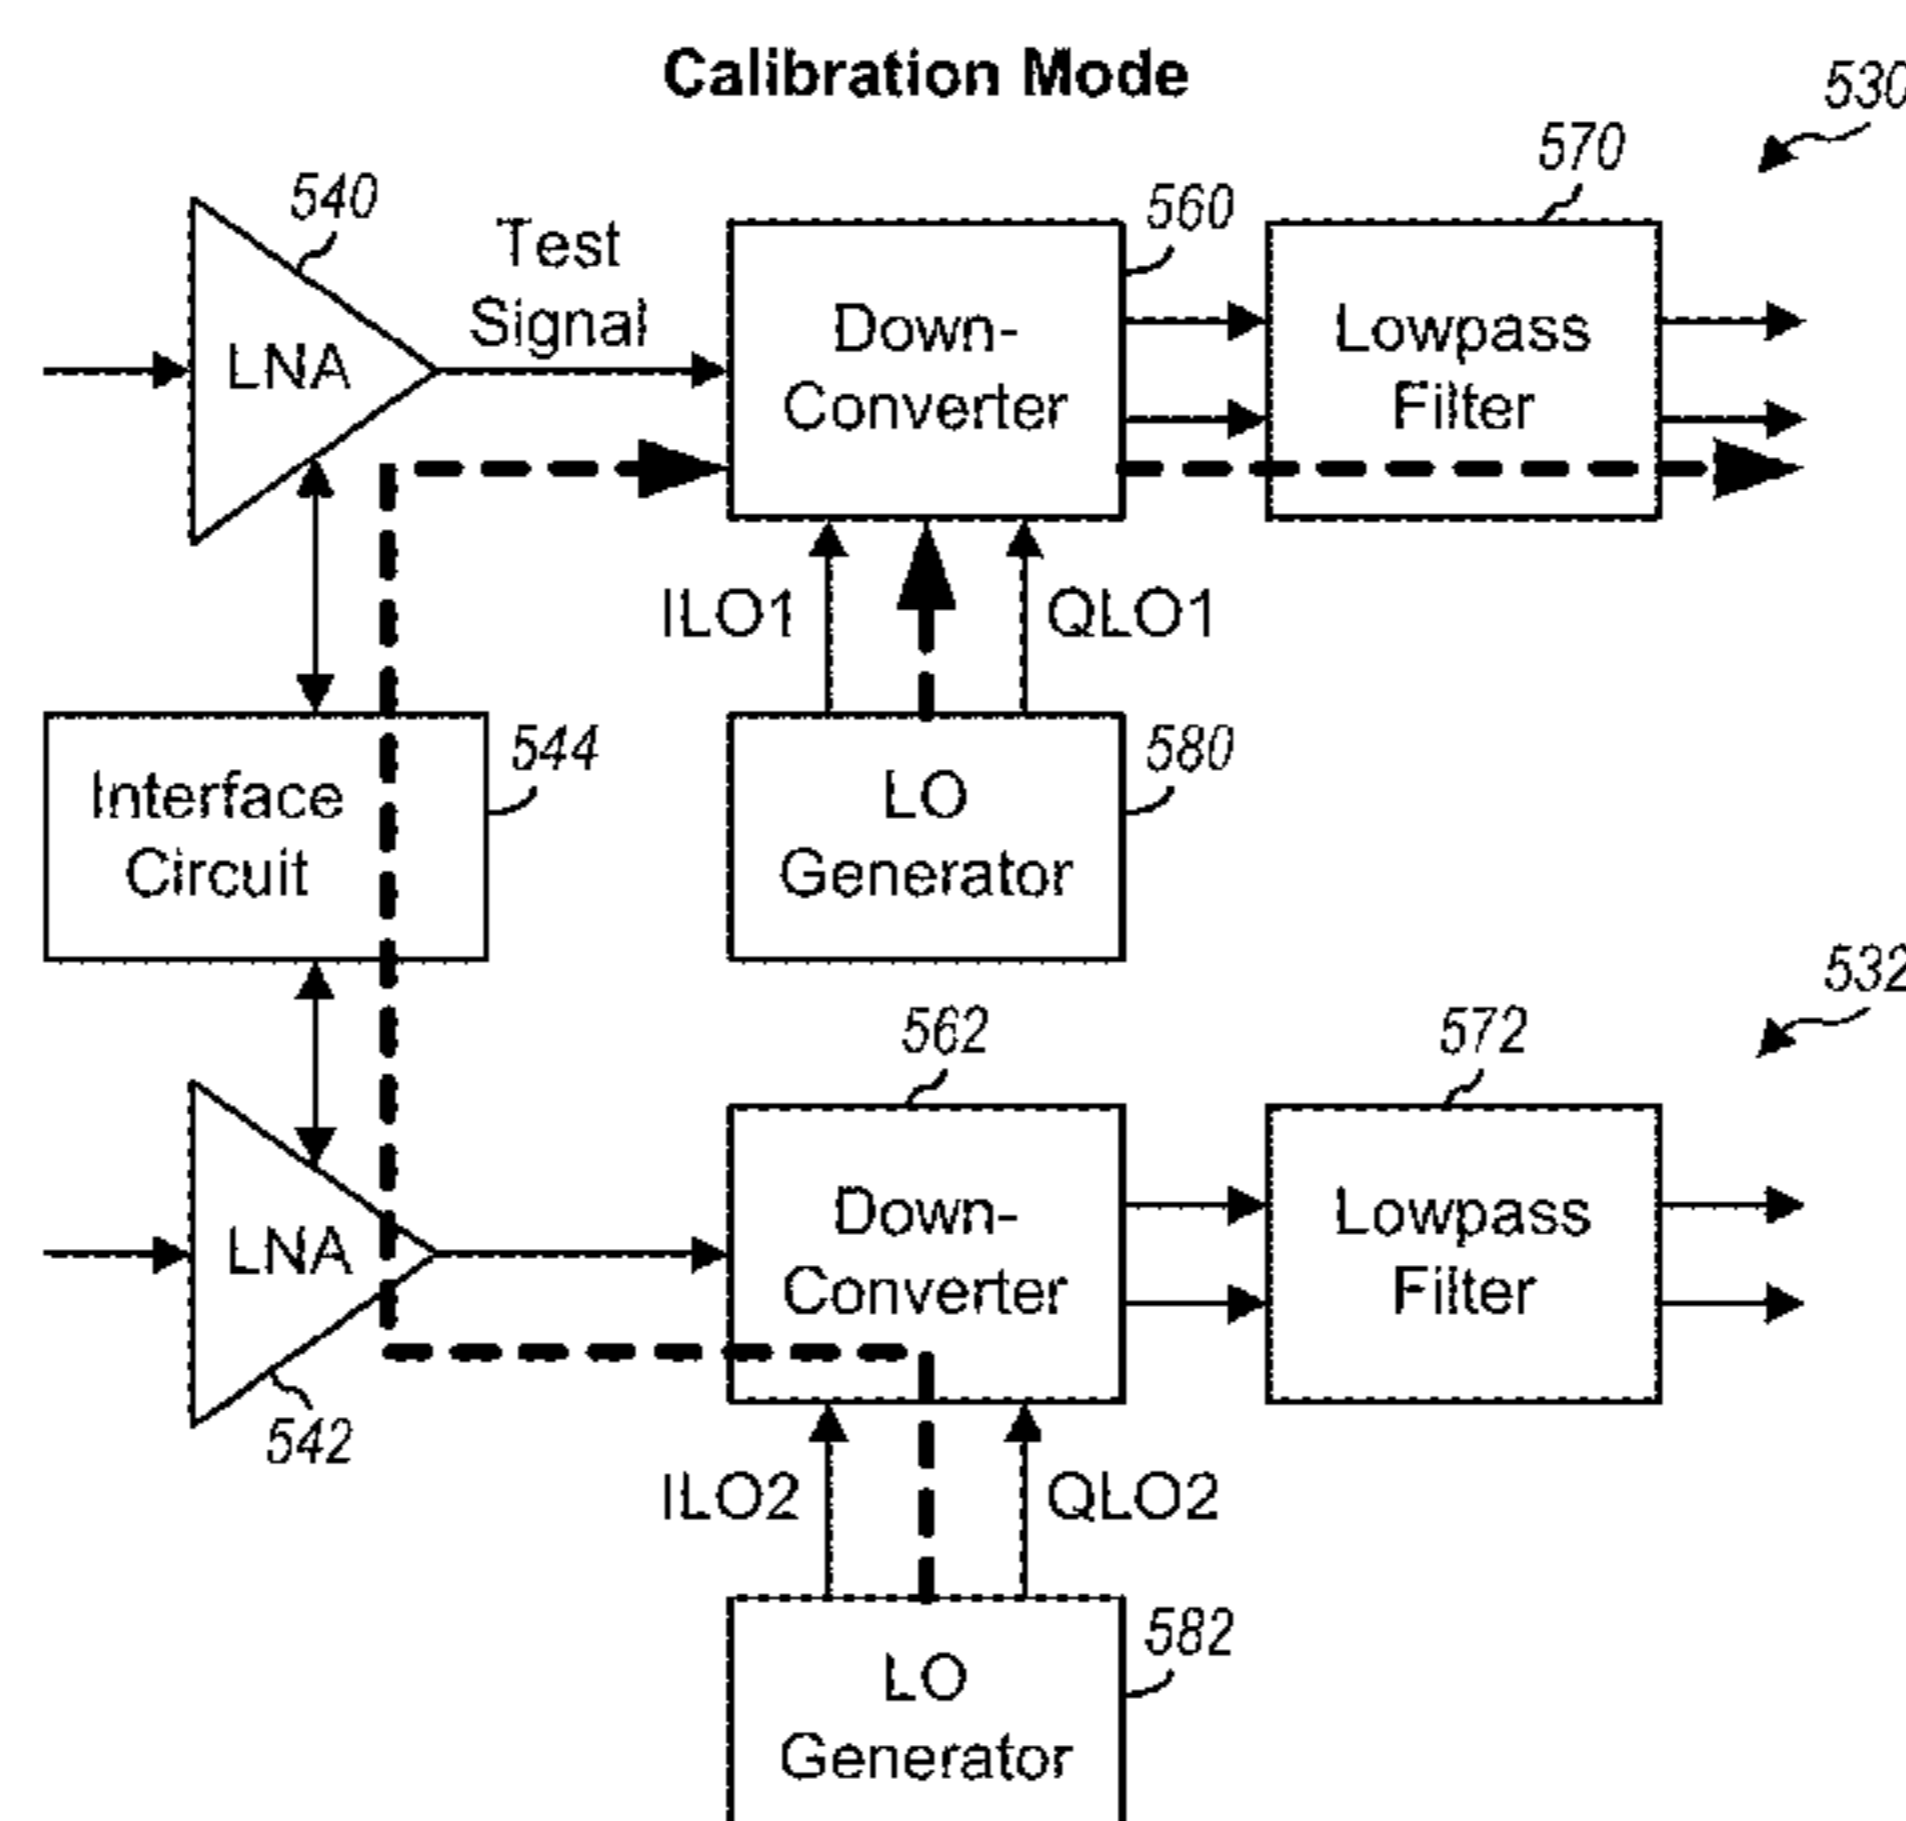 Calibration Mode
530
540
Test
Signal
560
570
LNA
Down-
Converter
Lowpass
Filter
ILO1
QLO1
Interface
Circuit
544
LO
Generator
580
532
562
572
LNA
Down-
Converter
Lowpass
Filter
542
ILO2
QLO2
LO
Generator
582